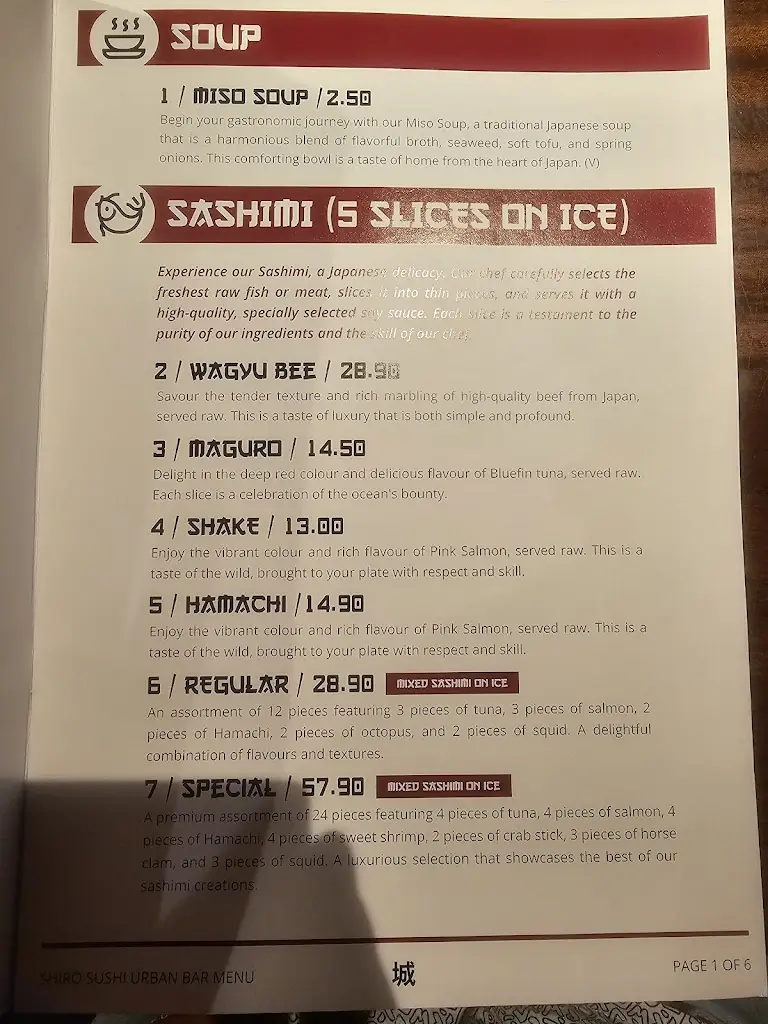 SOUP
1 / MISO SOUP / 2.50
Begin your gastronomic journey with our Miso Soup, a traditional Japanese soup
that is a harmonious blend of flavorful broth, seaweed, soft tofu, and spring
onions. This comforting bowl is a taste of home from the heart of Japan. (V)
SASHIMI (5 SLICES ON ICE)
Experience our Sashimi, a Japanese delicacy. Our chef carefully selects the
freshest raw fish or meat, slices it into thin pieces, and serves it with a
high-quality, specially selected soy sauce. Each slice is a testament to the
purity of our ingredients and the skill of our chef.
2 / WAGYU BEE / 28.90
Savour the tender texture and rich marbling of high-quality beef from Japan,
served raw. This is a taste of luxury that is both simple and profound.
3 / MAGURO / 14.50
Delight in the deep red colour and delicious flavour of Bluefin tuna, served raw.
Each slice is a celebration of the ocean's bounty.
4 / SHAKE / 13.00
Enjoy the vibrant colour and rich flavour of Pink Salmon, served raw. This is a
taste of the wild, brought to your plate with respect and skill.
5 / HAMACHI / 14.90
Enjoy the vibrant colour and rich flavour of Pink Salmon, served raw. This is a
taste of the wild, brought to your plate with respect and skill.
6 / REGULAR / 28.90 MIXED SASHIMI ON ICE
An assortment of 12 pieces featuring 3 pieces of tuna, 3 pieces of salmon, 2
pieces of Hamachi, 2 pieces of octopus, and 2 pieces of squid. A delightful
combination of flavours and textures.
7 / SPECIAL / 57.90 MIXED SASHIMI ON ICE
A premium assortment of 24 pieces featuring 4 pieces of tuna, 4 pieces of salmon, 4
pieces of Hamachi, 4 pieces of sweet shrimp, 2 pieces of crab stick, 3 pieces of horse
clam, and 3 pieces of squid. A luxurious selection that showcases the best of our
sashimi creations.
SHIRO SUSHI URBAN BAR MENU 城 PAGE 1 OF 6